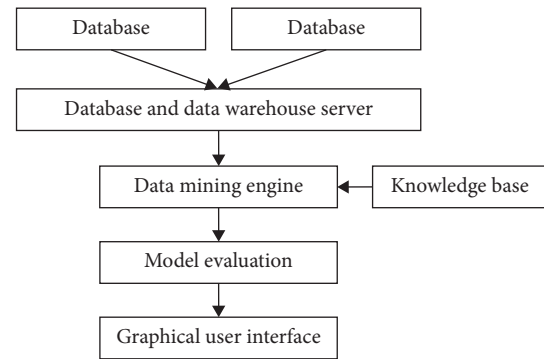 Database
Database
Database and data warehouse server
Data mining engine
Knowledge base
Model evaluation
Graphical user interface